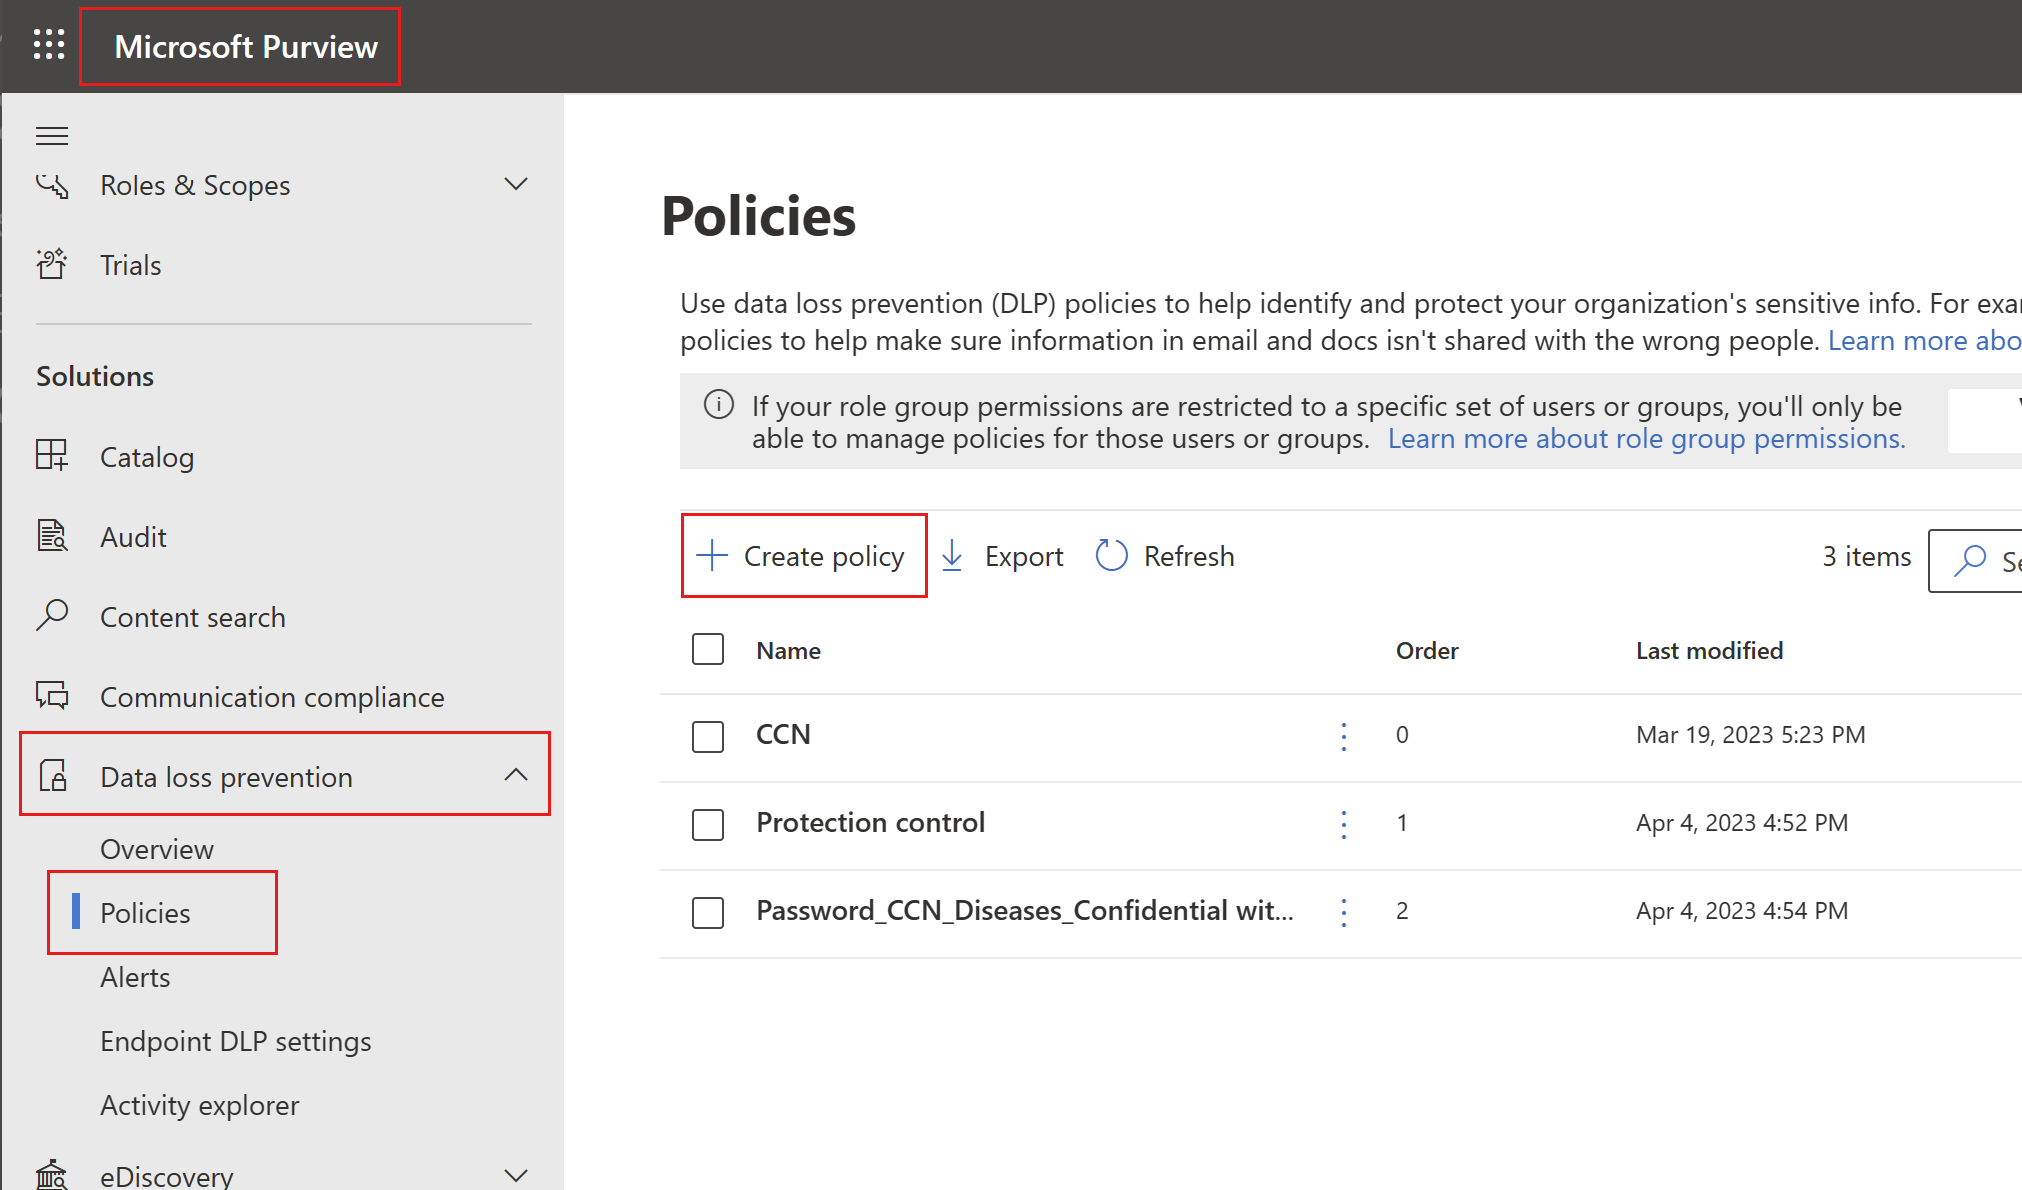 Microsoft Purview
Roles & Scopes
Trials
Solutions
Catalog
Audit
Content search
Communication compliance
Data loss prevention
Overview
Policies
Alerts
Endpoint DLP settings
Activity explorer
eDiscovery
Policies
Use data loss prevention (DLP) policies to help identify and protect your organization's sensitive info. For
policies to help make sure information in email and docs isn't shared with the wrong people. Learn more
If your role group permissions are restricted to a specific set of users or groups, you'll only be
able to manage policies for those users or groups. Learn more about role group permissions.
Create policy Export Refresh 3 items
Name Order Last modified
CCN 0 Mar 19, 2023 5:23 PM
Protection control 1 Apr 4, 2023 4:52 PM
Password_CCN_Diseases_Confidential wit... 2 Apr 4, 2023 4:54 PM